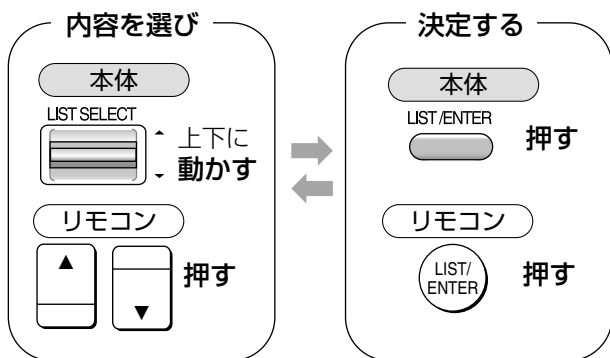 内容を選び
本体
LIST SELECT
上下に
動かす
リモコン
▲
▼
押す
決定する
本体
LIST/ENTER
押す
リモコン
LIST/
ENTER
押す